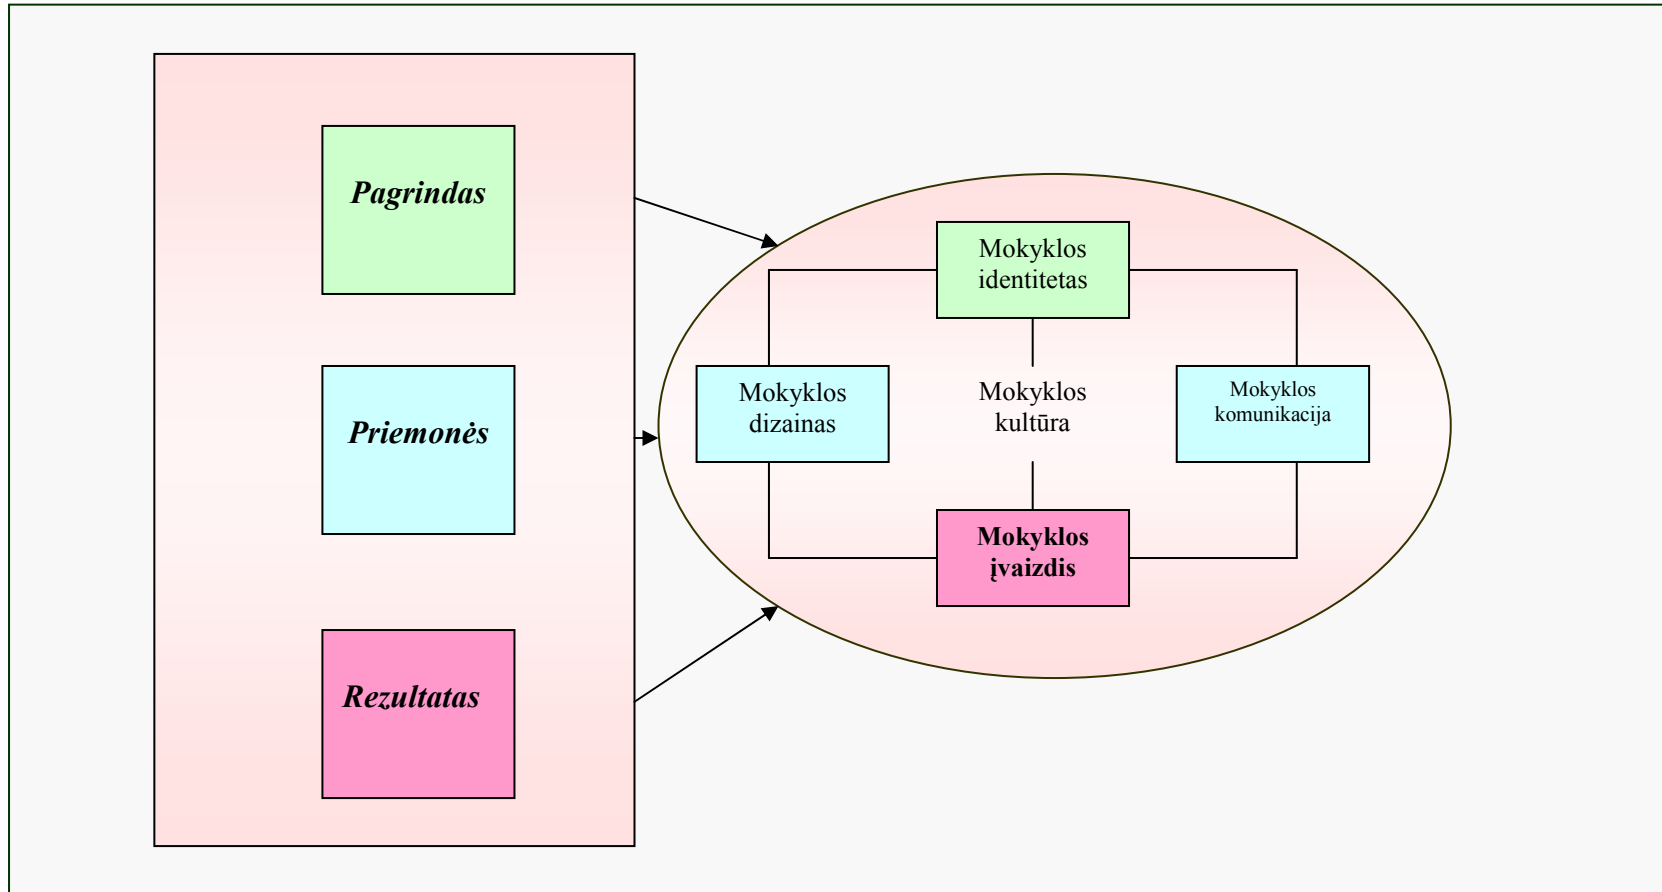 Pagrindas
Priemonės
Rezultatas
Mokyklos
identitetas
Mokyklos
dizainas
Mokyklos
kultūra
Mokyklos
komunikacija
Mokyklos
įvaizdis